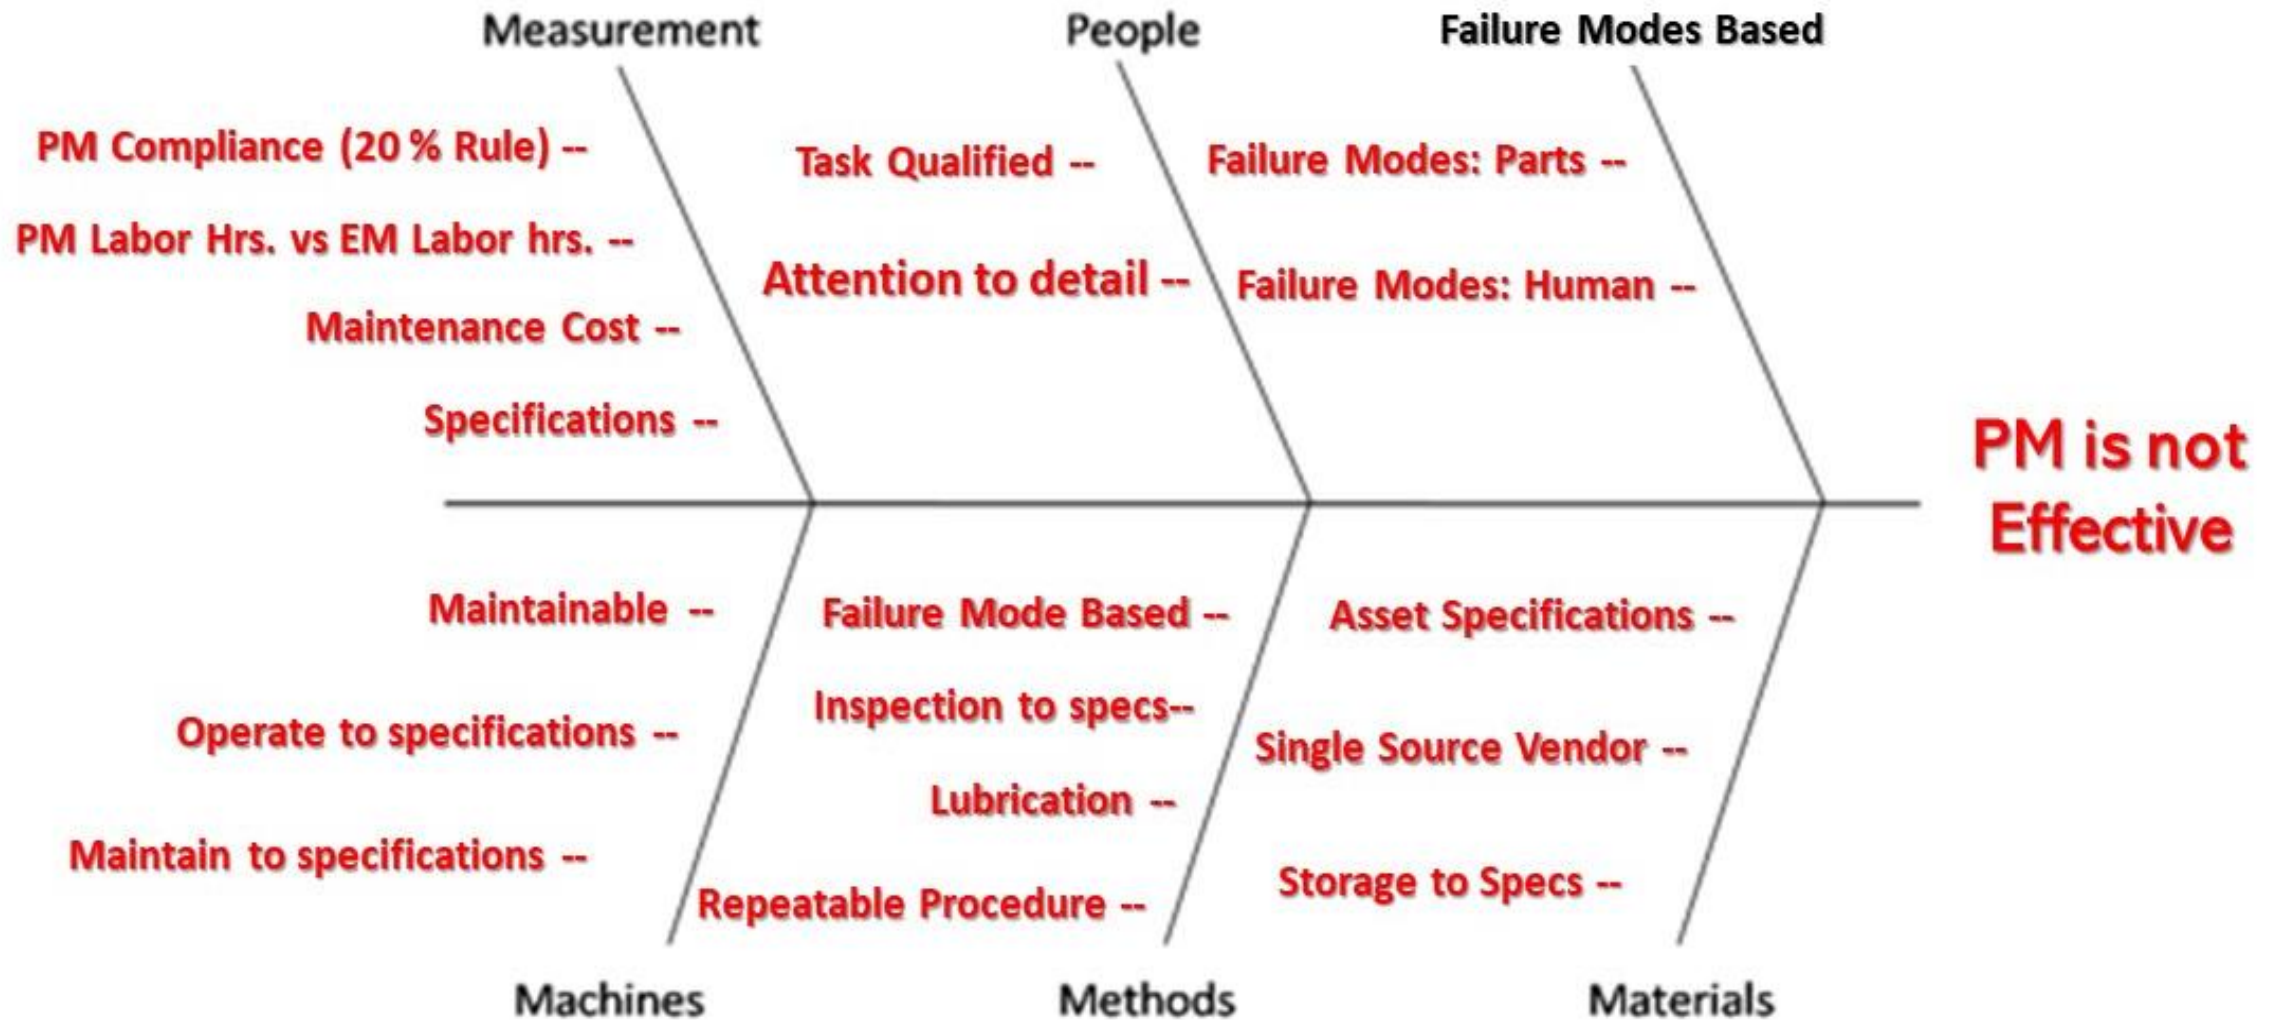 Measurement
People
Failure Modes Based
PM Compliance (20 % Rule) --
Task Qualified --
Failure Modes: Parts --
PM Labor Hrs. vs EM Labor hrs. --
Attention to detail --
Failure Modes: Human --
Maintenance Cost --
Specifications --
PM is not
Effective
Maintainable --
Failure Mode Based --
Asset Specifications --
Operate to specifications --
Inspection to specs--
Single Source Vendor --
Lubrication --
Maintain to specifications --
Repeatable Procedure --
Storage to Specs --
Machines
Methods
Materials